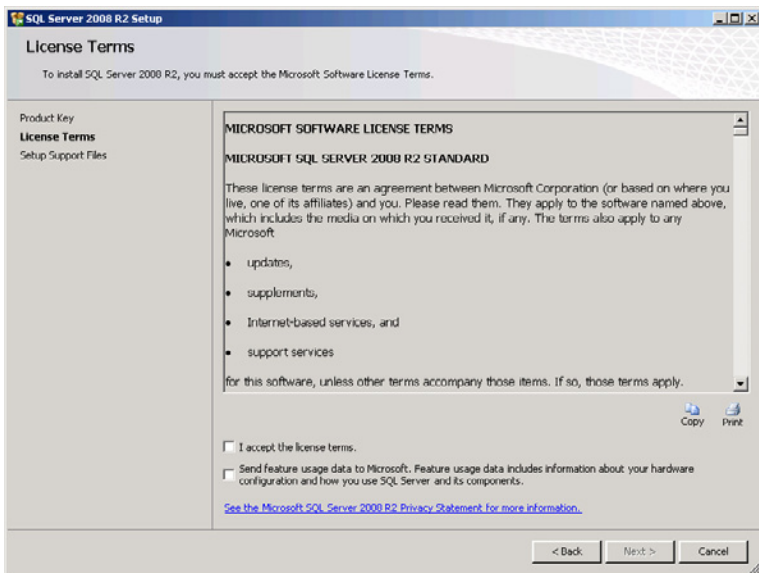 SQL Server 2008 R2 Setup
License Terms
To install SQL Server 2008 R2, you must accept the Microsoft Software License Terms.
Product Key
License Terms
Setup Support Files
MICROSOFT SOFTWARE LICENSE TERMS
MICROSOFT SQL SERVER 2008 R2 STANDARD
These license terms are an agreement between Microsoft Corporation (or based on where you
live, one of its affiliates) and you. Please read them. They apply to the software named above,
which includes the media on which you received it, if any. The terms also apply to any
Microsoft
• updates,
• supplements,
• Internet-based services, and
• support services
for this software, unless other terms accompany those items. If so, those terms apply.
Copy Print
I accept the license terms.
Send feature usage data to Microsoft. Feature usage data includes information about your hardware
configuration and how you use SQL Server and its components.
See the Microsoft SQL Server 2008 R2 Privacy Statement for more information.
< Back Next > Cancel